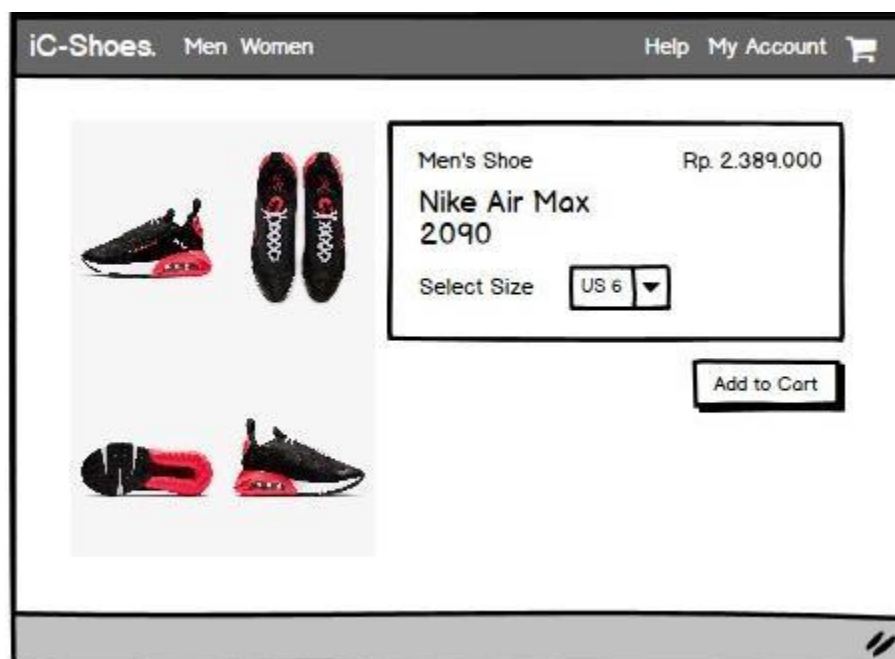 iC-Shoes. Men Women Help My Account
Men's Shoe Rp. 2.389.000
Nike Air Max
2090
Select Size US 6
Add to Cart